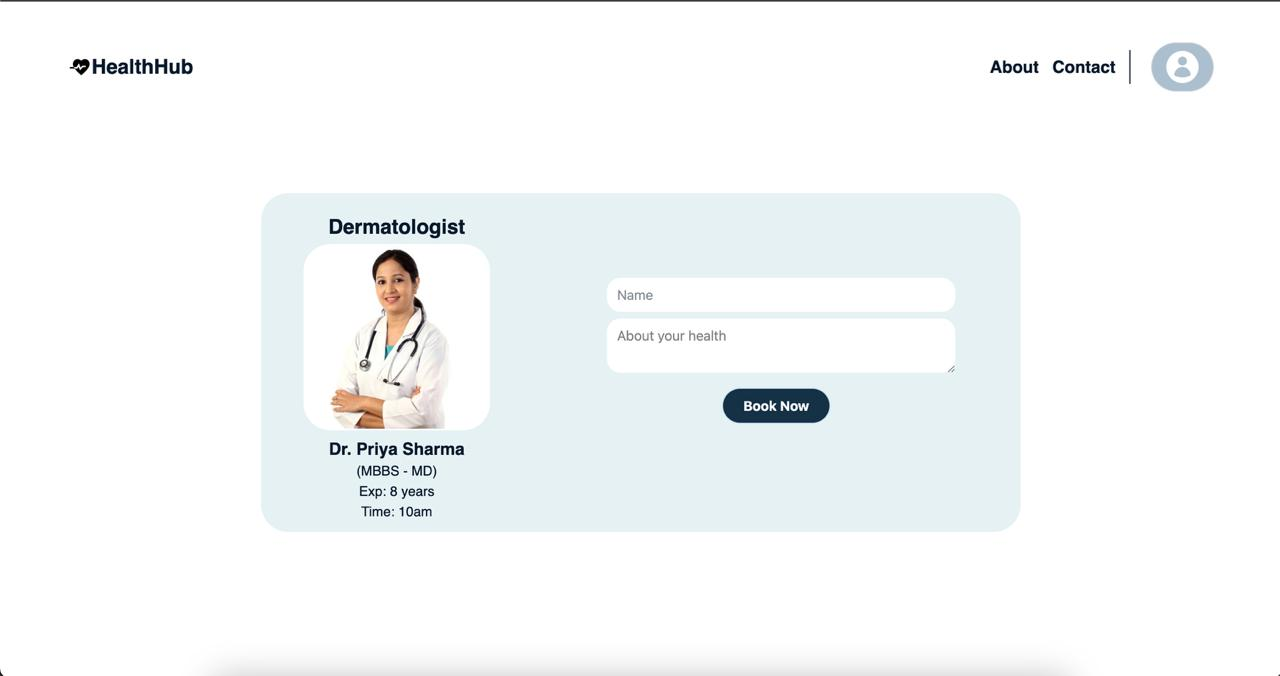 HealthHub
About Contact
Dermatologist
Dr. Priya Sharma
(MBBS - MD)
Exp: 8 years
Time: 10am
Name
About your health
Book Now